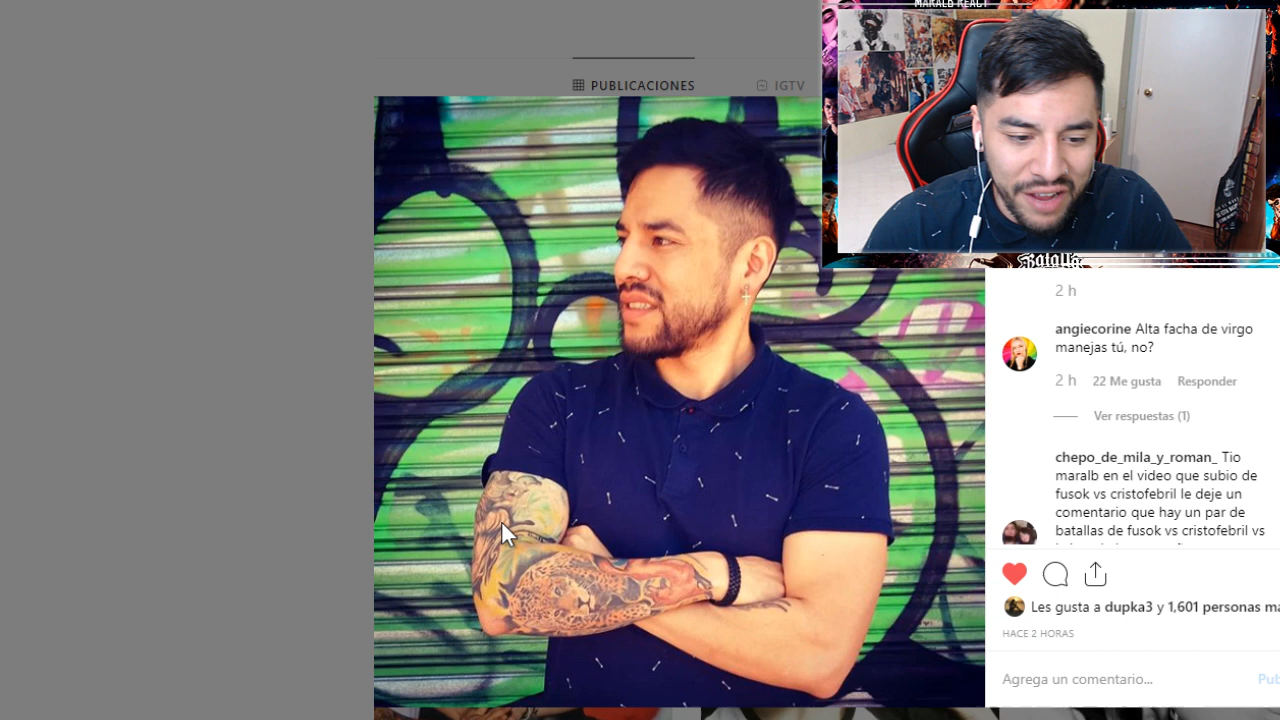 MARALB REACT
PUBLICACIONES
IGTV
Batalla
2 h
angiecorine Alta facha de virgo
manejas tú, no?
2 h 22 Me gusta Responder
Ver respuestas (1)
chepo_de_mila_y_roman_ Tio
maralb en el video que subio de
fusok vs cristofebril le deje un
comentario que hay un par de
batallas de fusok vs cristofebril vs
Les gusta a dupka3 y 1,601 personas
HACE 2 HORAS
Agrega un comentario...